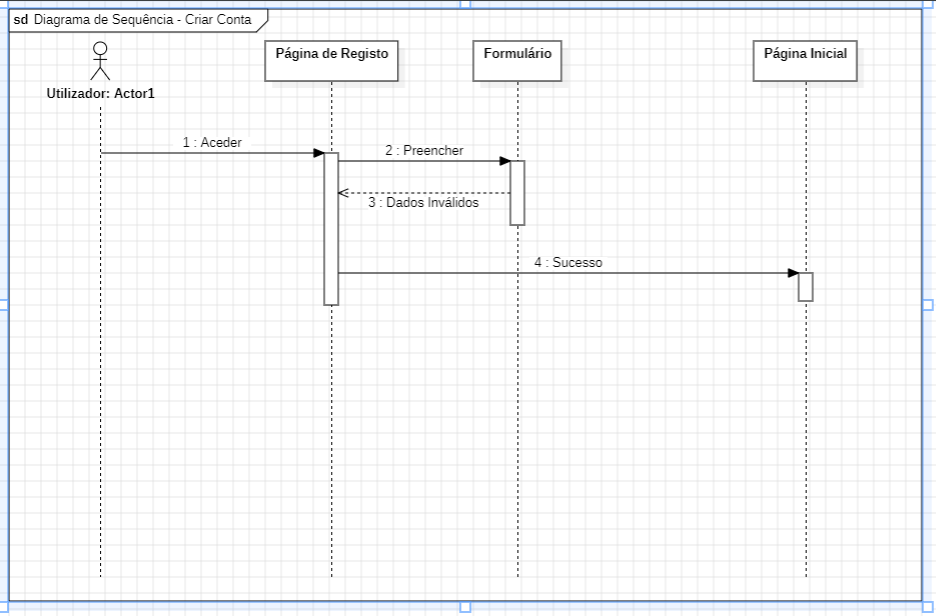 sd Diagrama de Sequência - Criar Conta
Página de Registo
Formulário
Página Inicial
Utilizador: Actor1
1 : Aceder
2 : Preencher
3 : Dados Inválidos
4 : Sucesso